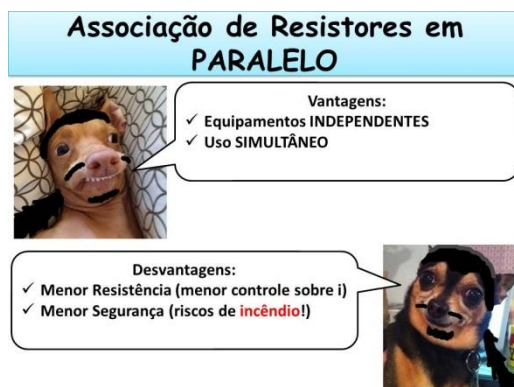 Associação de Resistores em
PARALELO
Vantagens:
✓ Equipamentos INDEPENDENTES
✓ Uso SIMULTÂNEO
Desvantagens:
✓ Menor Resistência (menor controle sobre i)
✓ Menor Segurança (riscos de incêndio!)